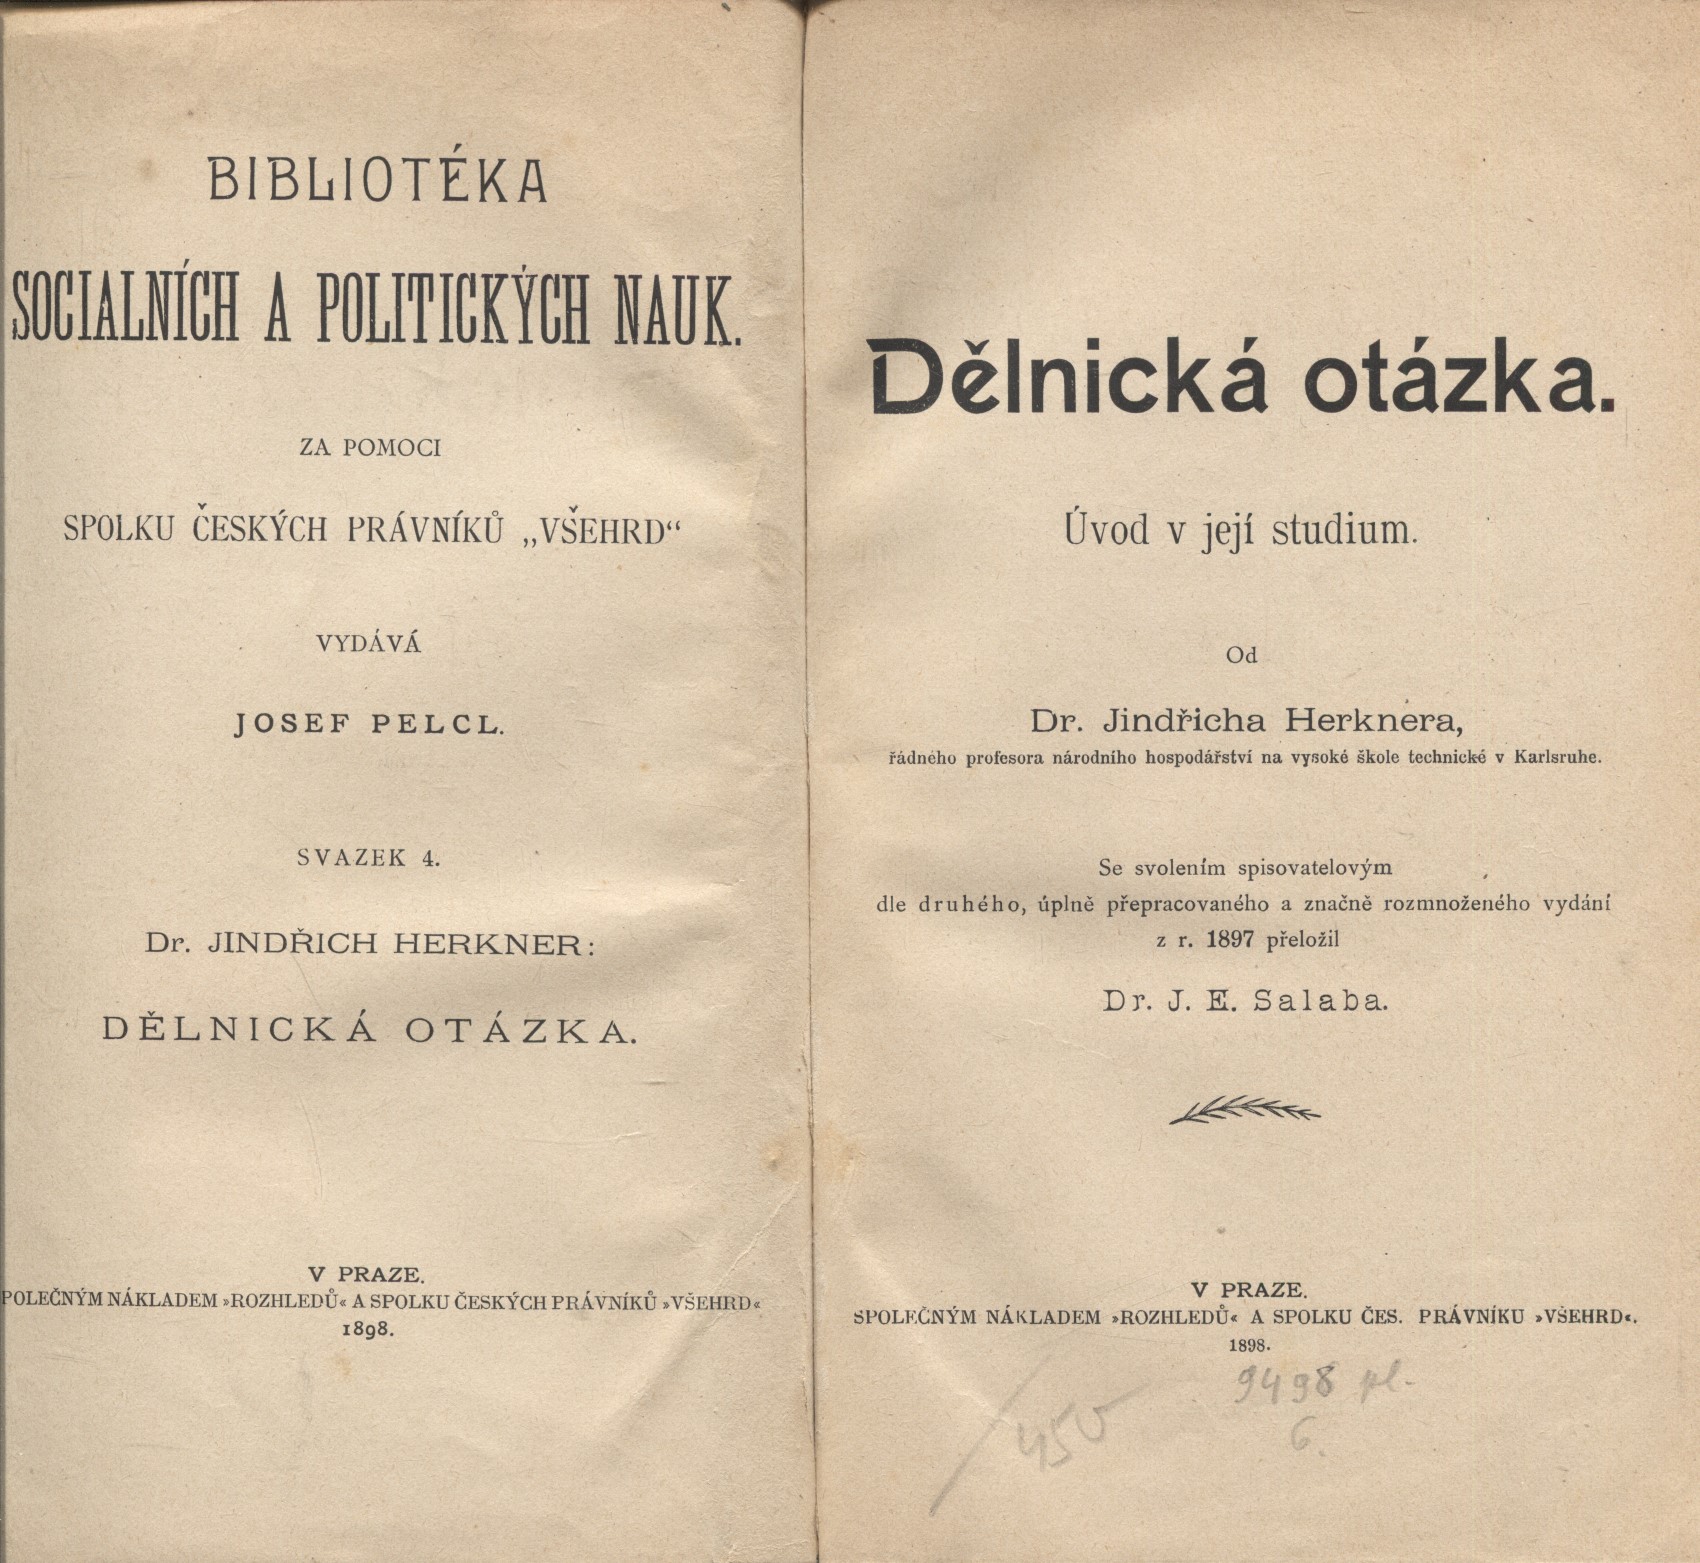 BIBLIOTÉKA
SOCIALNÍCH A POLITICKÝCH NAUK.
ZA POMOCI
SPOLKU ČESKÝCH PRÁVNÍKŮ „VŠEHRD“
VYDÁVÁ
JOSEF PELCL.
SVAZEK 4.
Dr. JINDŘICH HERKNER:
DĚLNICKÁ OTÁZKA.
V PRAZE.
POLEČNÝM NÁKLADEM »ROZHLEDŮ« A SPOLKU ČESKÝCH PRÁVNÍKŮ »VŠEHRD«
1898.
Dělnická otázka.
Úvod v její studium.
Od
Dr. Jindřicha Herknera,
řádného profesora národního hospodářství na vysoké škole technické v Karlsruhe.
Se svolením spisovatelovým
dle druhého, úplně přepracovaného a značně rozmnoženého vydání
z r. 1897 přeložil
Dr. J. E. Salaba.
V PRAZE.
SPOLEČNÝM NÁKLADEM »ROZHLEDŮ« A SPOLKU ČES. PRÁVNÍKU »VŠEHRD«.
1898.
9498 pl.
6.